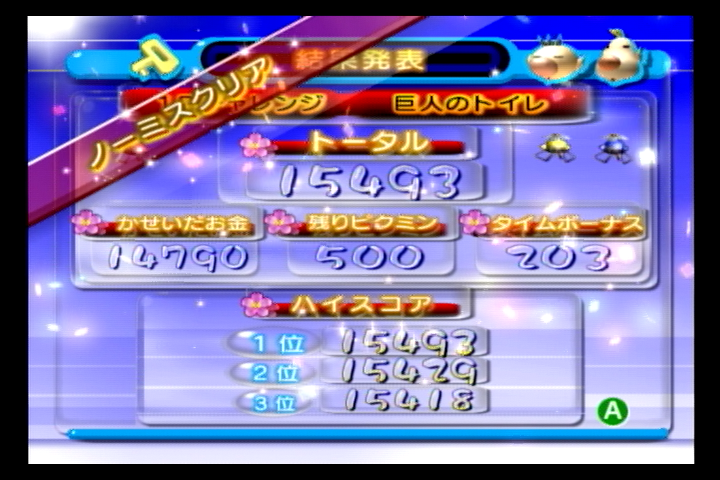 結果発表
ノーミスクリア
チャレンジ 巨人のトイレ
トータル
15493
かせいだお金 残りピクミン タイムボーナス
14790 500 203
ハイスコア
1位 15493
2位 15429
3位 15418
A